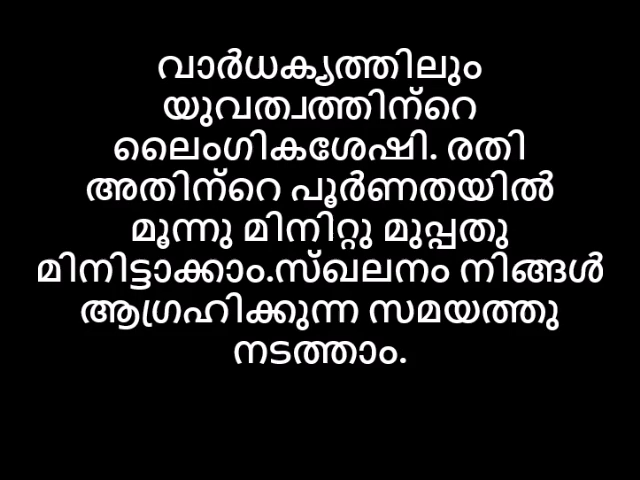 വാർധക്യത്തിലും
യുവത്വത്തിന്റെ
ലൈംഗികശേഷി. രതി
അതിന്റെ പൂർണതയിൽ
മൂന്നു മിനിറ്റു മുപ്പതു
മിനിട്ടാക്കാം.സ്ഖലനം നിങ്ങൾ
ആഗ്രഹിക്കുന്ന സമയത്തു
നടത്താം.